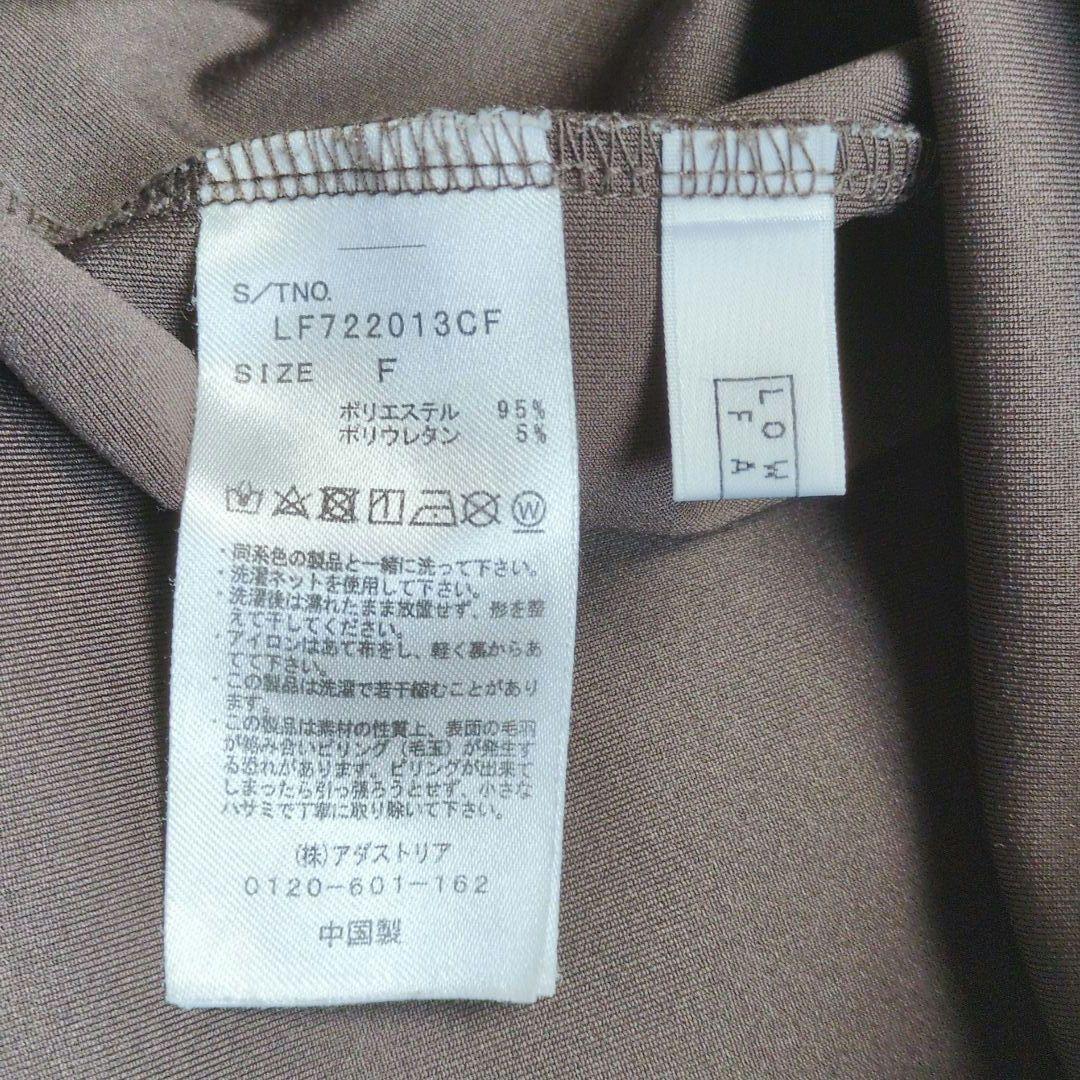 S/TNO.
LF722013CF
SIZE F
ポリエステル 95%
ポリウレタン 5%
W
・同系色の製品と一緒に洗って下さい。
・洗濯ネットを使用して下さい。
・洗濯後は濡れたまま放置せず、形を整
えて干してください。
・アイロンはあて布をし、軽く裏からあ
てて下さい。
・この製品は洗濯で若干縮むことがあり
ます。
・この製品は素材の性質上、表面の毛羽
が絡み合いピリング（毛玉）が発生す
る恐れがあります。ピリングが出来て
しまったら引っ張ろうとせず、小さな
ハサミで丁寧に取り除いて下さい。
(株)アダストリア
0120-601-162
中国製
LOW
FA